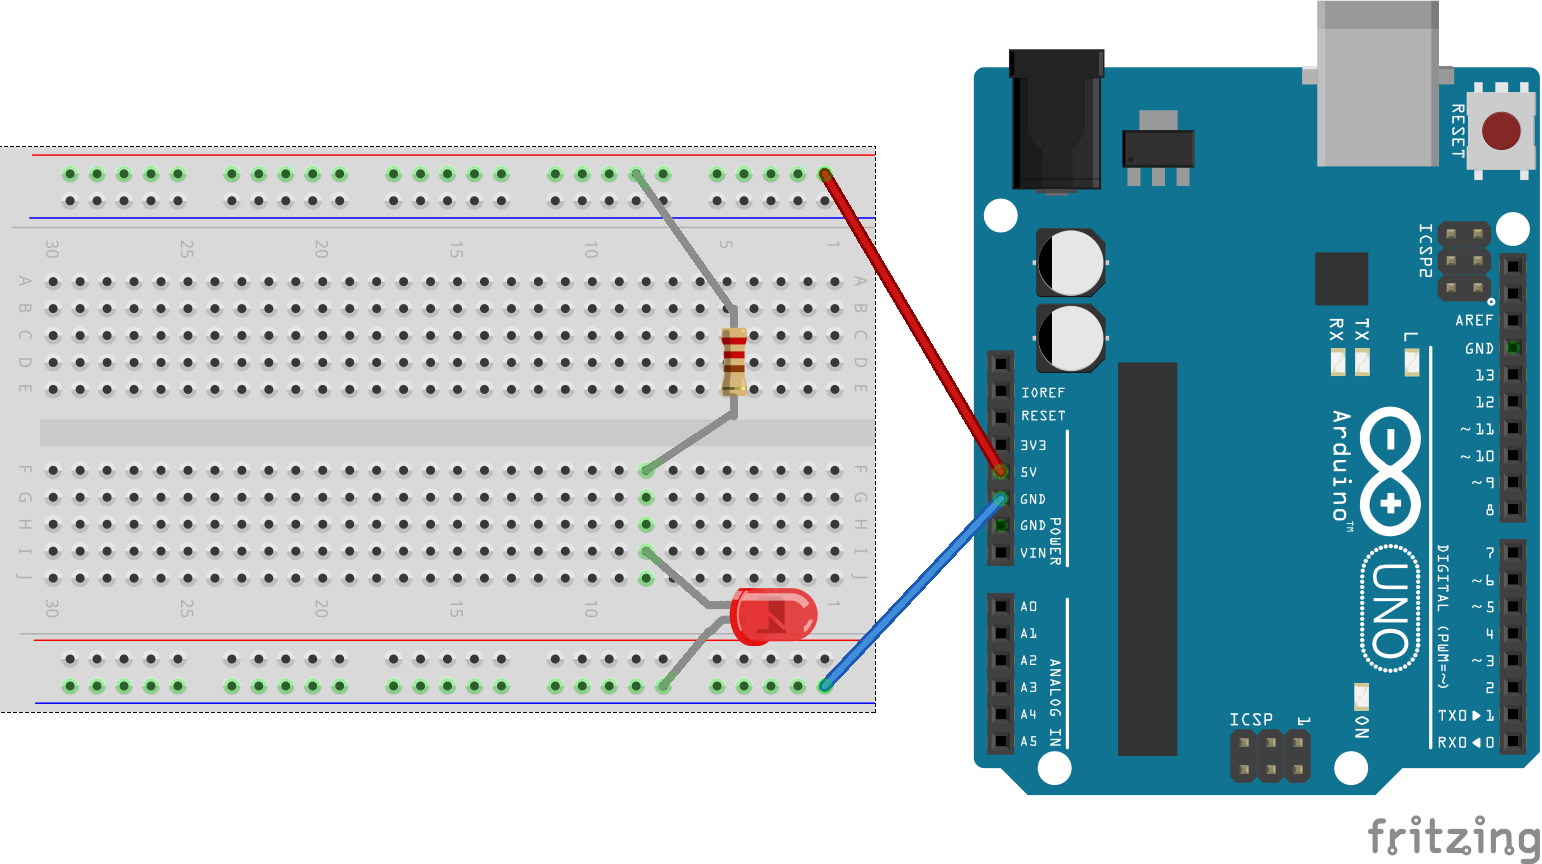 RESET
30 25 20 15 10 5 1
A A
B B
C C
D D
E E
F F
G G
H H
I I
J J
30 25 20 15 10 1
ICSP2
AREF
GND
13
12
~11
~10
~9
8
7
~6
~5
4
~3
2
TX0▶1
RX0◀0
RX TX L
IOREF
RESET
3V3
5V
GND
GND
VIN
POWER
A0
A1
A2
A3
A4
A5
ANALOG IN
Arduino™
UNO
DIGITAL (PWM=~)
ICSP 1
ON
fritzing